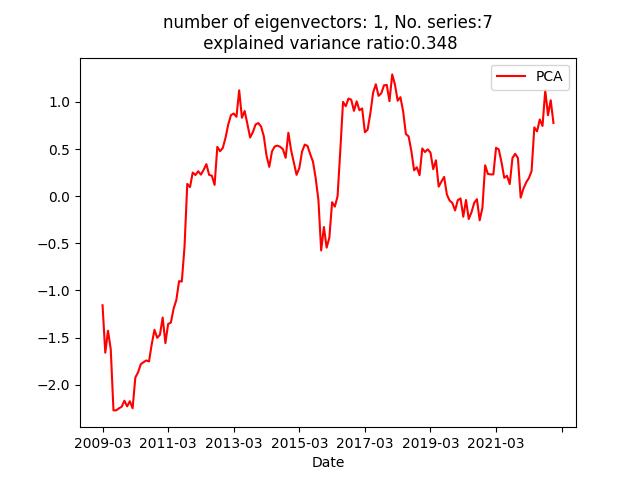 number of eigenvectors: 1, No. series:7
explained variance ratio:0.348
PCA
1.0
0.5
0.0
−0.5
−1.0
−1.5
−2.0
2009-03 2011-03 2013-03 2015-03 2017-03 2019-03 2021-03
Date